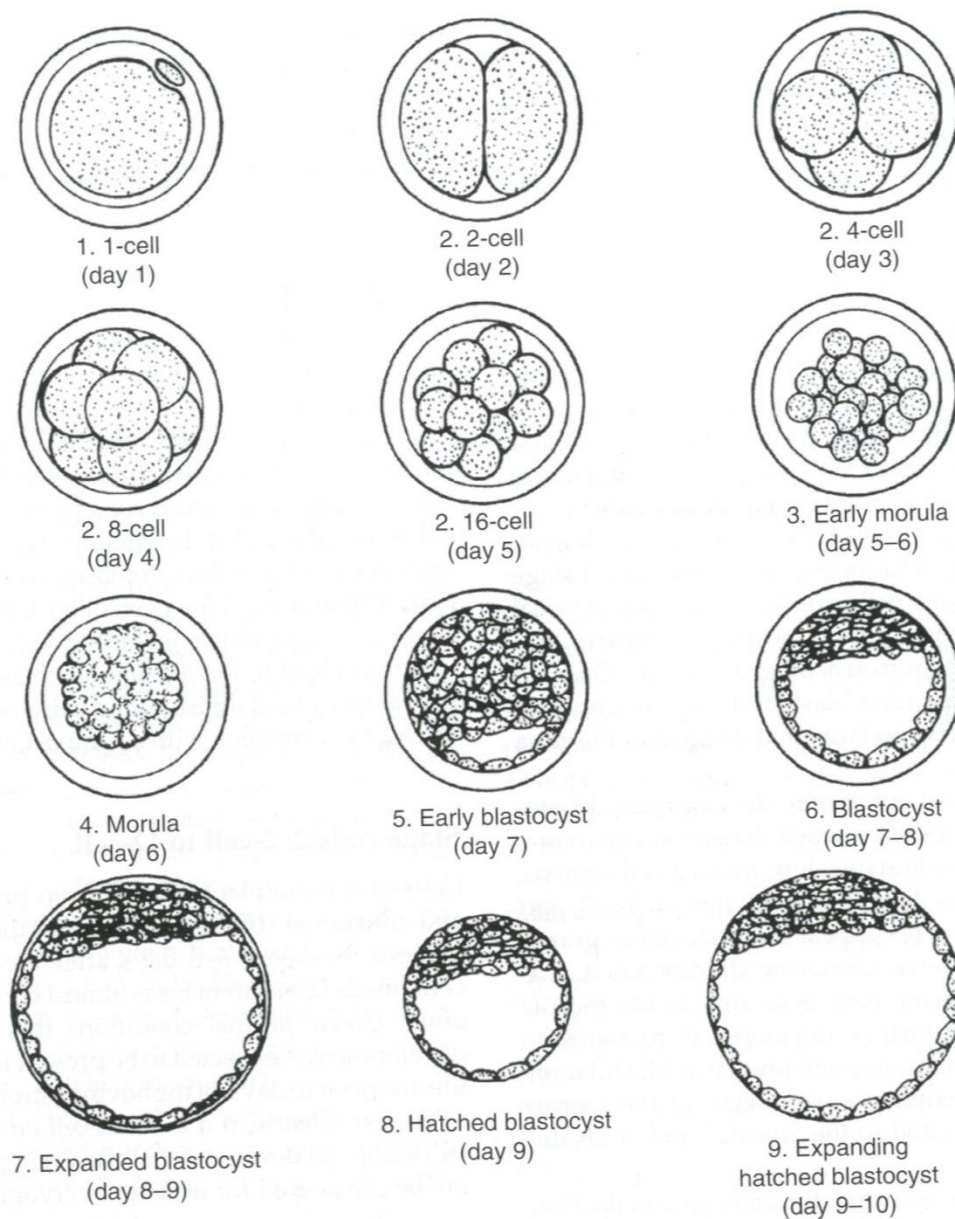 1. 1-cell
(day 1)
2. 2-cell
(day 2)
2. 4-cell
(day 3)
2. 8-cell
(day 4)
2. 16-cell
(day 5)
3. Early morula
(day 5–6)
4. Morula
(day 6)
5. Early blastocyst
(day 7)
6. Blastocyst
(day 7–8)
7. Expanded blastocyst
(day 8–9)
8. Hatched blastocyst
(day 9)
9. Expanding
hatched blastocyst
(day 9–10)